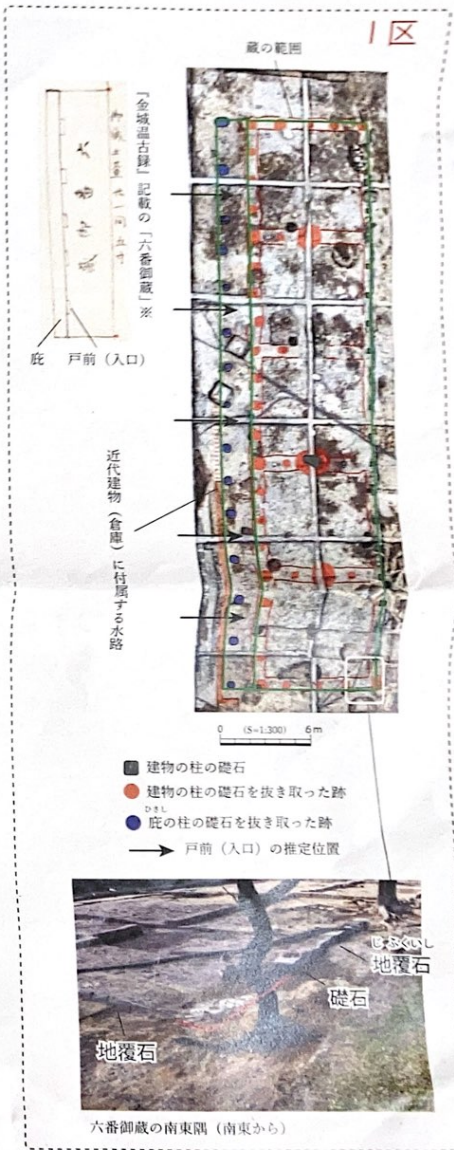 1区
蔵の範囲
『金城温古録』記載の「六番御蔵」※
庇
戸前（入口）
近代建物（倉庫）に付属する水路
0 (S=1:300) 6m
建物の柱の礎石
建物の柱の礎石を抜き取った跡
ひさし
庇の柱の礎石を抜き取った跡
戸前（入口）の推定位置
じふくいし
地覆石
礎石
地覆石
六番御蔵の南東隅（南東から）